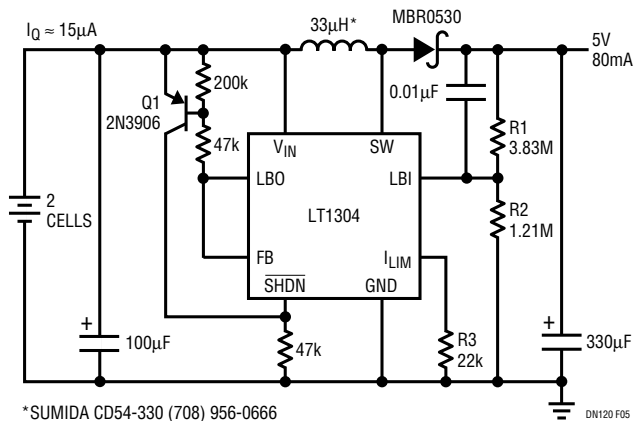 I_Q ≈ 15µA
33µH*
MBR0530
5V
80mA
Q1
2N3906
200k
47k
0.01µF
R1
3.83M
V_IN
SW
LBO
LBI
LT1304
R2
1.21M
2
CELLS
FB
I_LIM
SHDN
GND
+
100µF
47k
R3
22k
+
330µF
*SUMIDA CD54-330 (708) 956-0666
DN120 F05